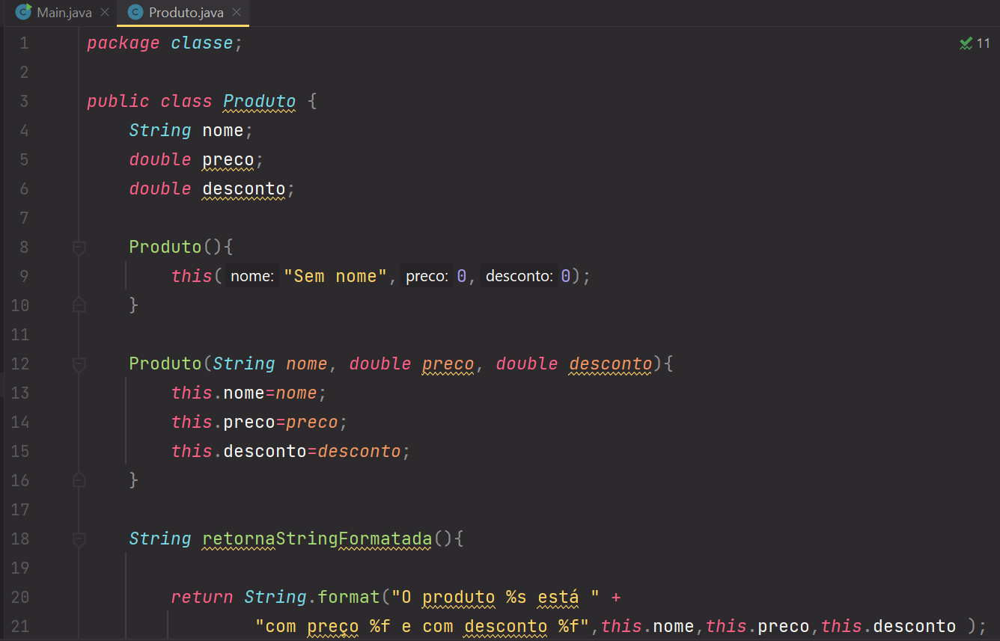 Main.java Produto.java
1 package classe; 11
2
3 public class Produto {
4 String nome;
5 double preco;
6 double desconto;
7
8 Produto(){
9 this( nome: "Sem nome", preco: 0, desconto: 0);
10 }
11
12 Produto(String nome, double preco, double desconto){
13 this.nome=nome;
14 this.preco=preco;
15 this.desconto=desconto;
16 }
17
18 String retornaStringFormatada(){
19
20 return String.format("O produto %s está " +
21 "com preço %f e com desconto %f",this.nome,this.preco,this.desconto );